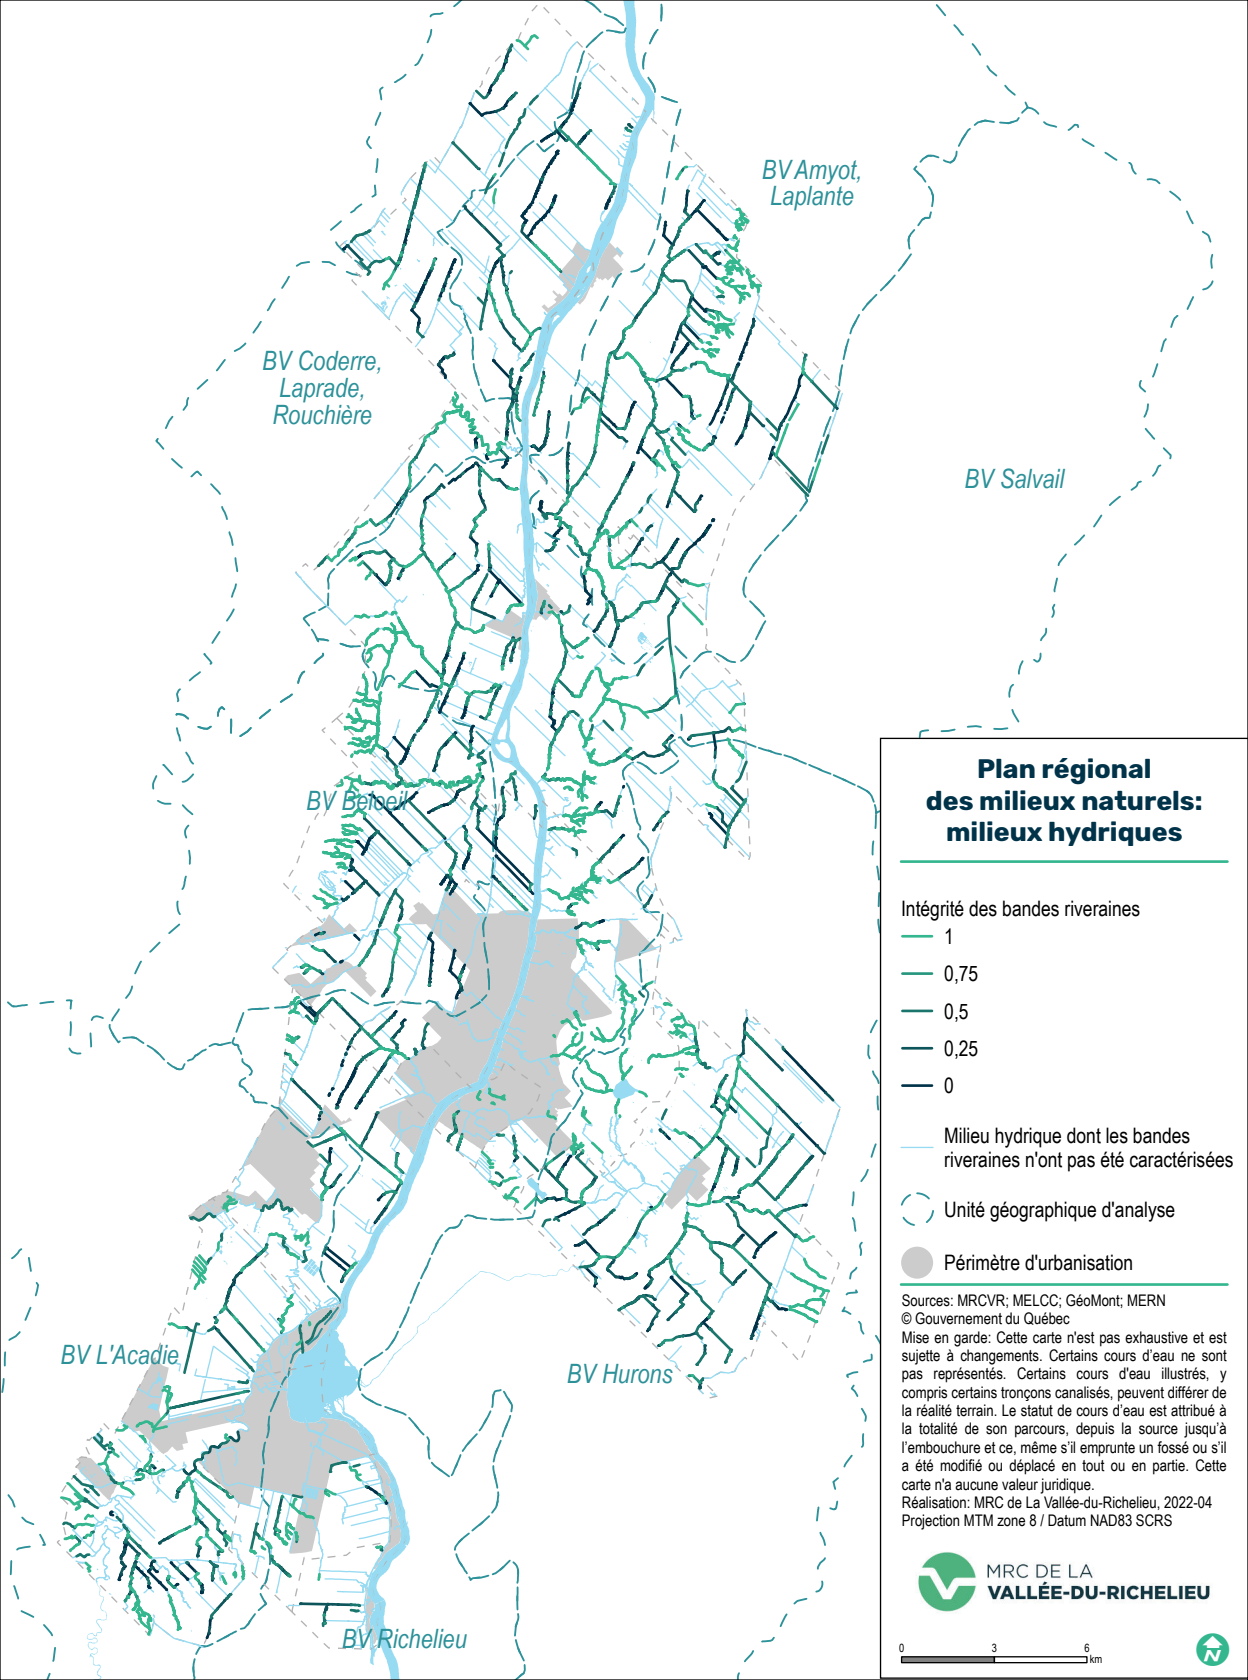 BV Amyot,
Laplante
BV Coderre,
Laprade,
Rouchière
BV Salvail
BV Beloeil
BV L'Acadie
BV Hurons
BV Richelieu
Plan régional
des milieux naturels:
milieux hydriques
Intégrité des bandes riveraines
1
0,75
0,5
0,25
0
Milieu hydrique dont les bandes
riveraines n'ont pas été caractérisées
Unité géographique d'analyse
Périmètre d'urbanisation
Sources: MRCVR; MELCC; GéoMont; MERN
© Gouvernement du Québec
Mise en garde: Cette carte n'est pas exhaustive et est
sujette à changements. Certains cours d'eau ne sont
pas représentés. Certains cours d'eau illustrés, y
compris certains tronçons canalisés, peuvent différer de
la réalité terrain. Le statut de cours d'eau est attribué à
la totalité de son parcours, depuis la source jusqu'à
l'embouchure et ce, même s'il emprunte un fossé ou s'il
a été modifié ou déplacé en tout ou en partie. Cette
carte n'a aucune valeur juridique.
Réalisation: MRC de La Vallée-du-Richelieu, 2022-04
Projection MTM zone 8 / Datum NAD83 SCRS
MRC DE LA
VALLÉE-DU-RICHELIEU
0 3 6
km
N